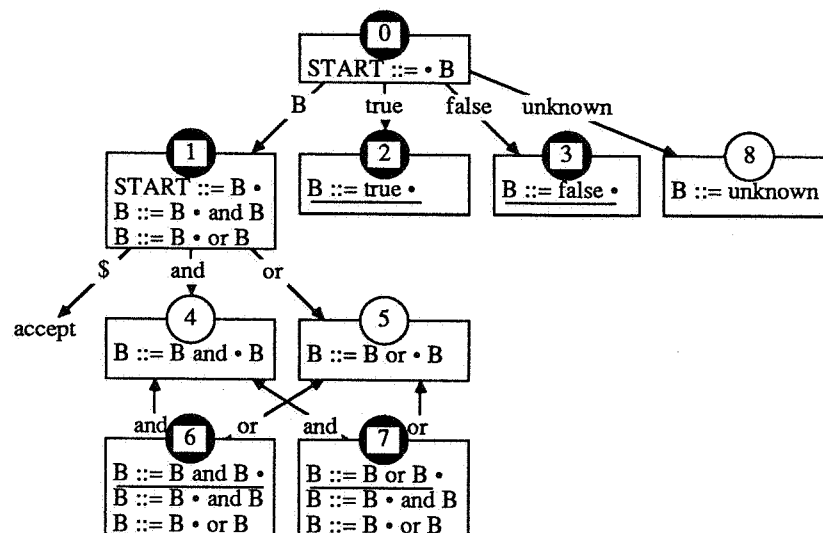 0
START ::= • B
B true false unknown
1 2 3 8
START ::= B •
B ::= B • and B
B ::= B • or B
B ::= true •
B ::= false •
B ::= unknown
$ and or
accept
4 5
B ::= B and • B
B ::= B or • B
and or and or
6 7
B ::= B and B •
B ::= B • and B
B ::= B • or B
B ::= B or B •
B ::= B • and B
B ::= B • or B